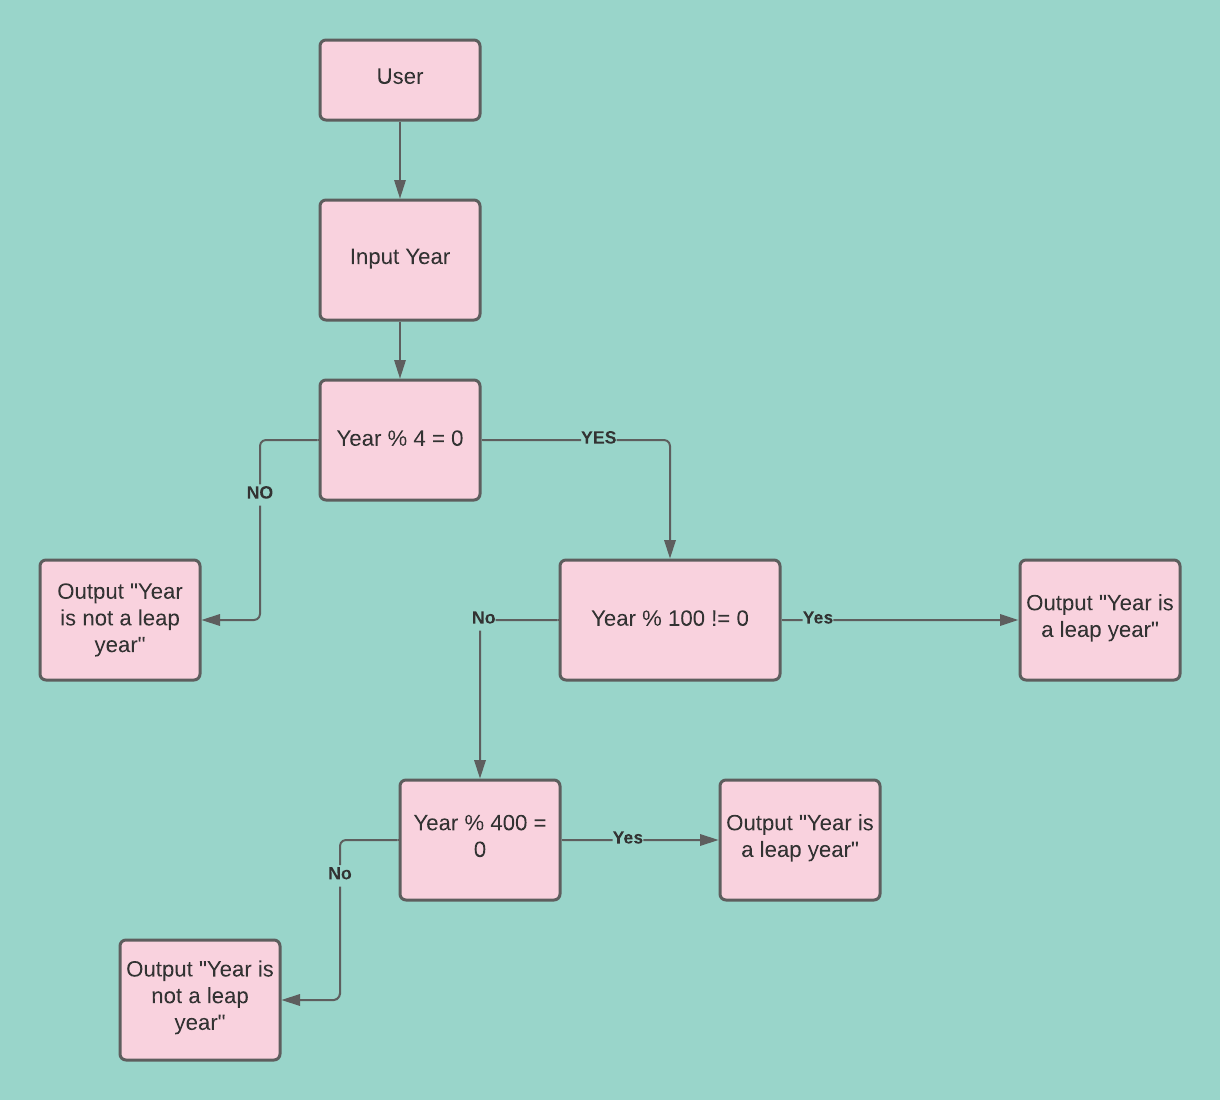 User
Input Year
Year % 4 = 0
YES
NO
Output "Year
is not a leap
year"
No
Year % 100 != 0
Yes
Output "Year is
a leap year"
Year % 400 =
0
Yes
Output "Year is
a leap year"
No
Output "Year is
not a leap
year"